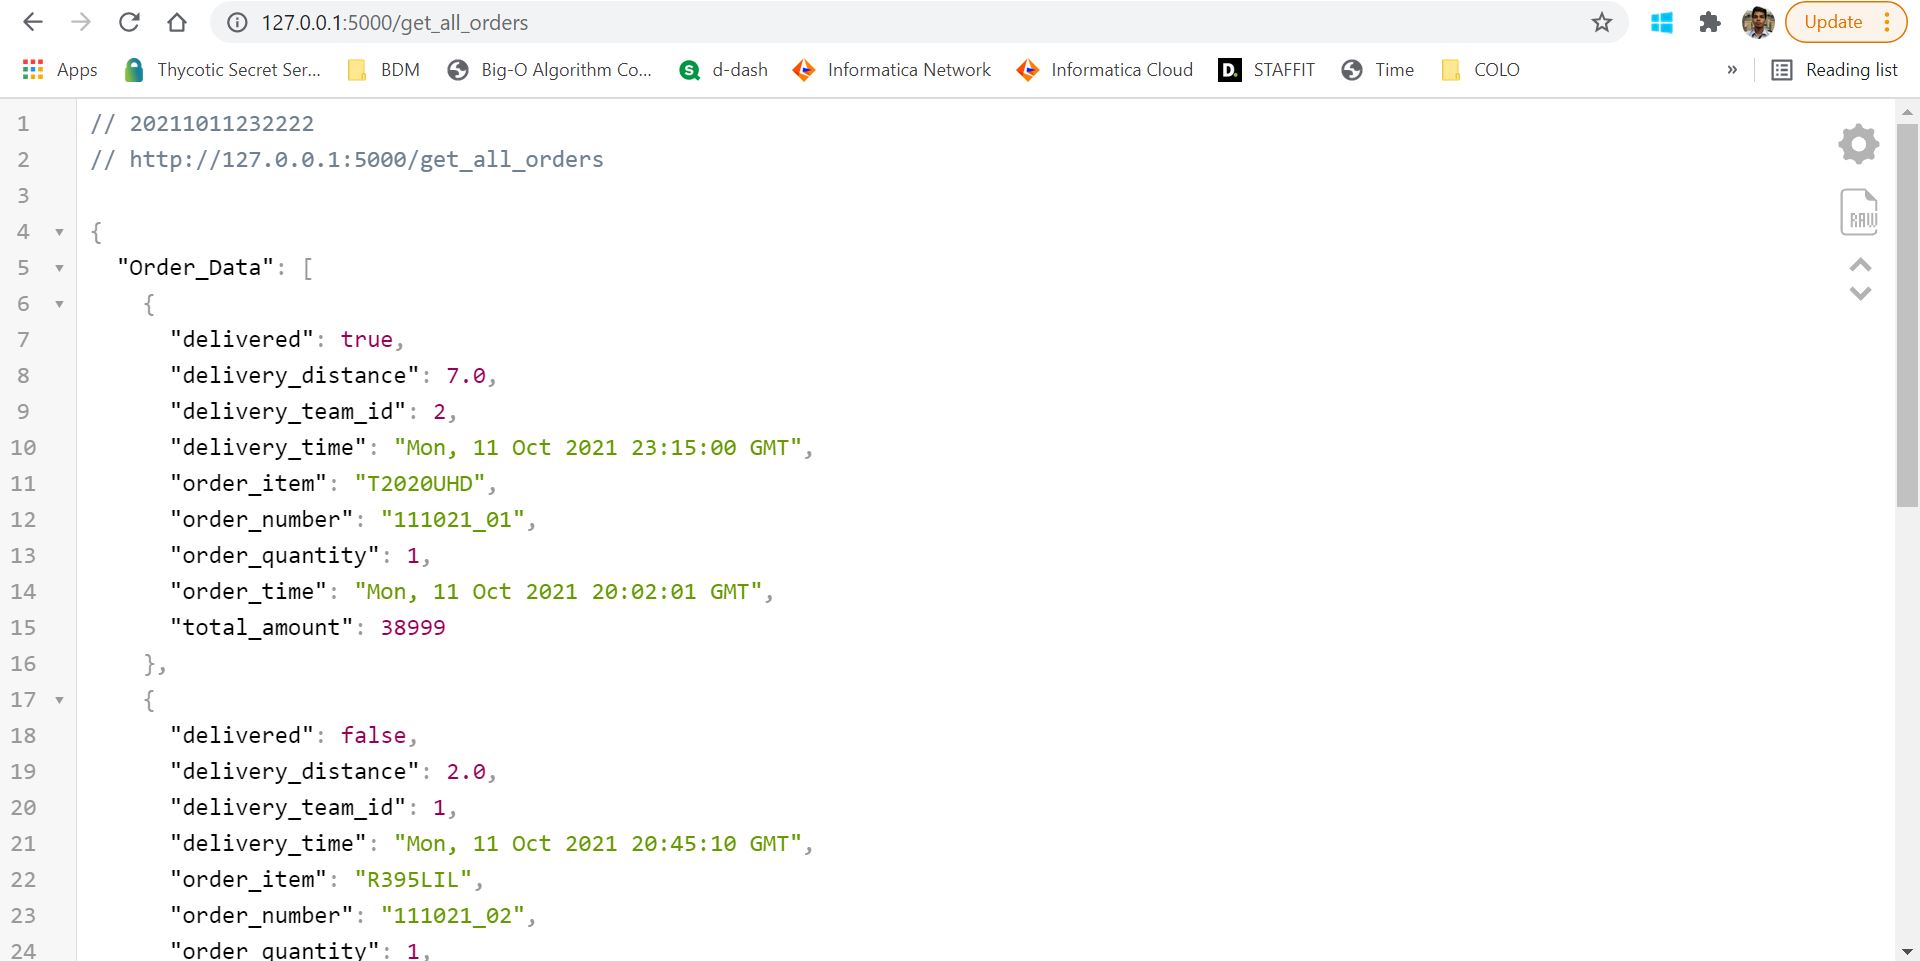 127.0.0.1:5000/get_all_orders
Update
Apps
Thycotic Secret Ser...
BDM
Big-O Algorithm Co...
d-dash
Informatica Network
Informatica Cloud
D.
STAFFIT
Time
COLO
»
Reading list
1 // 20211011232222
2 // http://127.0.0.1:5000/get_all_orders
3
4 {
5 "Order_Data": [
6 {
7 "delivered": true,
8 "delivery_distance": 7.0,
9 "delivery_team_id": 2,
10 "delivery_time": "Mon, 11 Oct 2021 23:15:00 GMT",
11 "order_item": "T2020UHD",
12 "order_number": "111021_01",
13 "order_quantity": 1,
14 "order_time": "Mon, 11 Oct 2021 20:02:01 GMT",
15 "total_amount": 38999
16 },
17 {
18 "delivered": false,
19 "delivery_distance": 2.0,
20 "delivery_team_id": 1,
21 "delivery_time": "Mon, 11 Oct 2021 20:45:10 GMT",
22 "order_item": "R395LIL",
23 "order_number": "111021_02",
24 "order_quantity": 1,
RAW